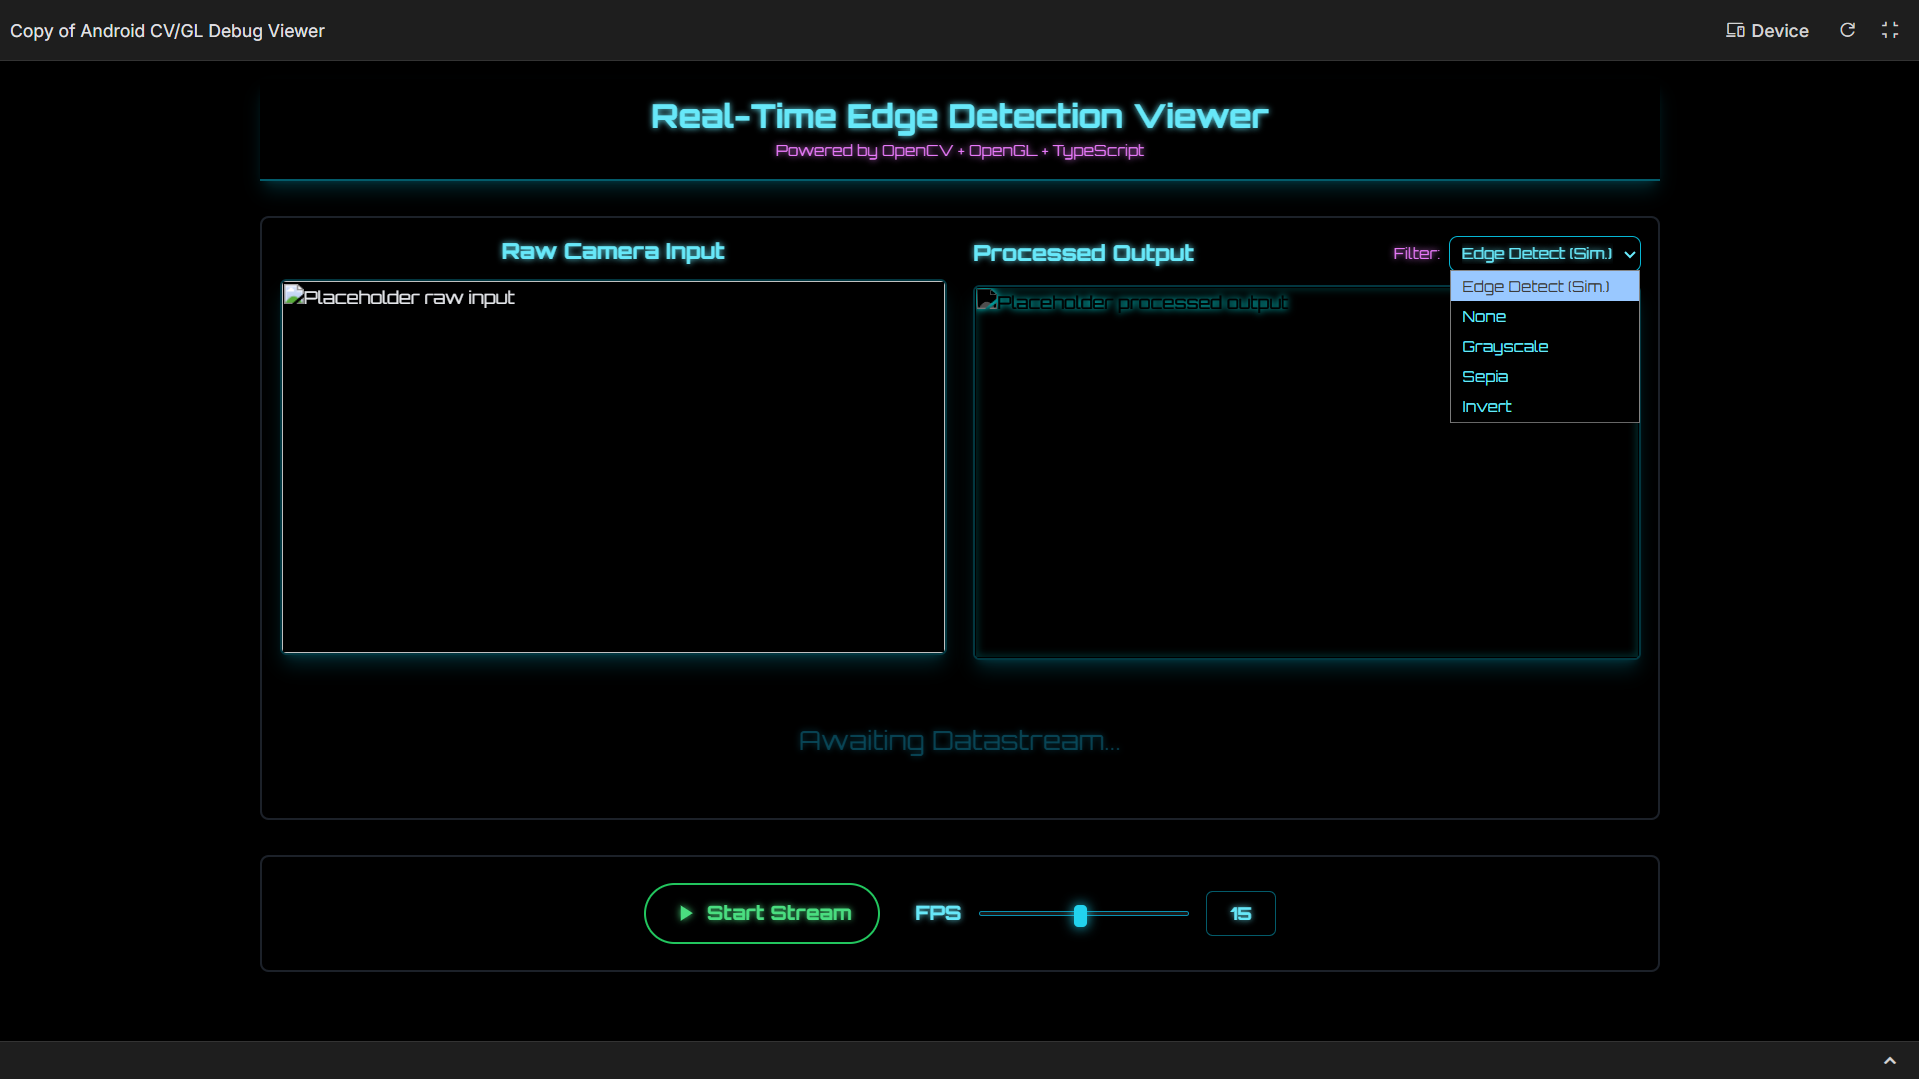 Copy of Android CV/GL Debug Viewer
Device
Real-Time Edge Detection Viewer
Powered by OpenCV + OpenGL + TypeScript
Raw Camera Input
Processed Output
Filter:
Edge Detect (Sim.)
Edge Detect (Sim.)
None
Grayscale
Sepia
Invert
Placeholder raw input
Placeholder processed output
Awaiting Datastream...
Start Stream
FPS
15